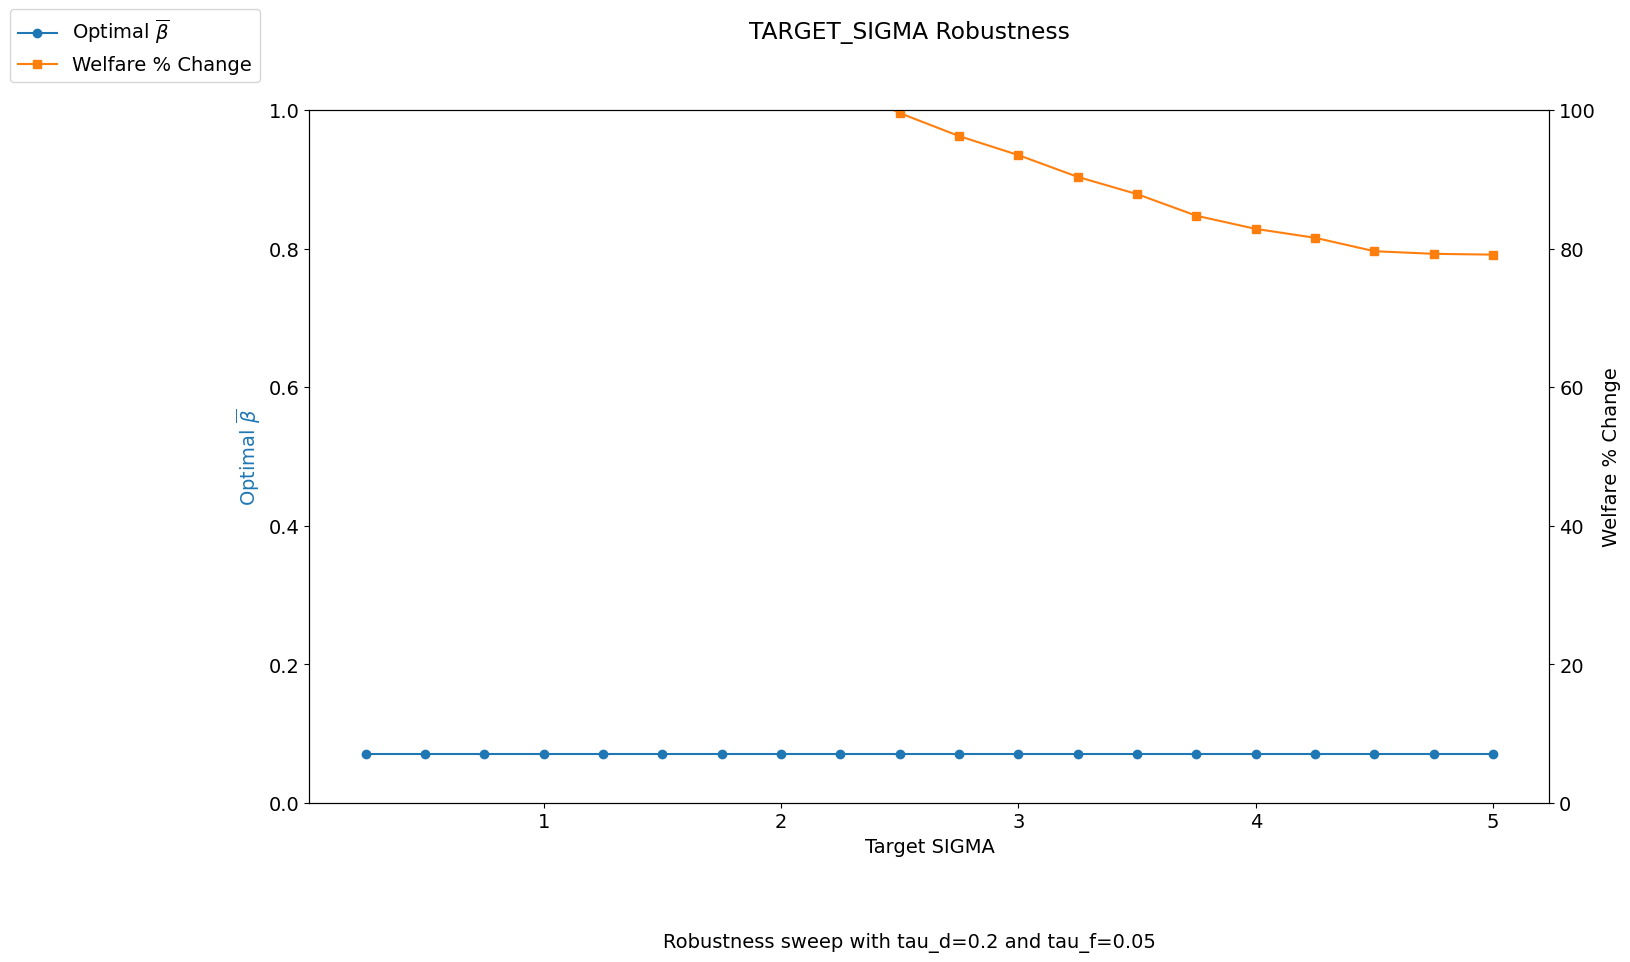 Optimal β̅
Welfare % Change
TARGET_SIGMA Robustness
1.0
0.8
0.6
0.4
0.2
0.0
Optimal β̅
100
80
60
40
20
0
Welfare % Change
1 2 3 4 5
Target SIGMA
Robustness sweep with tau_d=0.2 and tau_f=0.05